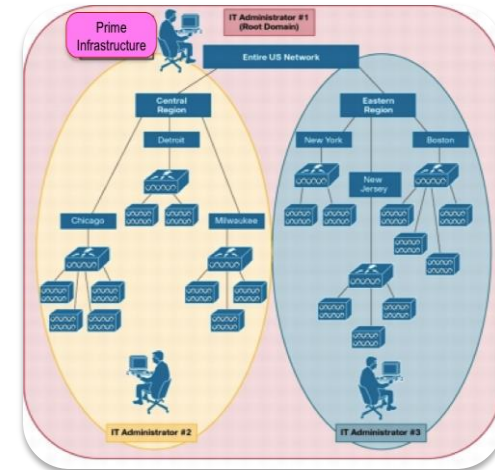 Prime
Infrastructure
IT Administrator #1
(Root Domain)
Entire US Network
Central
Region
Eastern
Region
Detroit
New York
Boston
New
Jersey
Chicago
Milwaukee
IT Administrator #2
IT Administrator #3